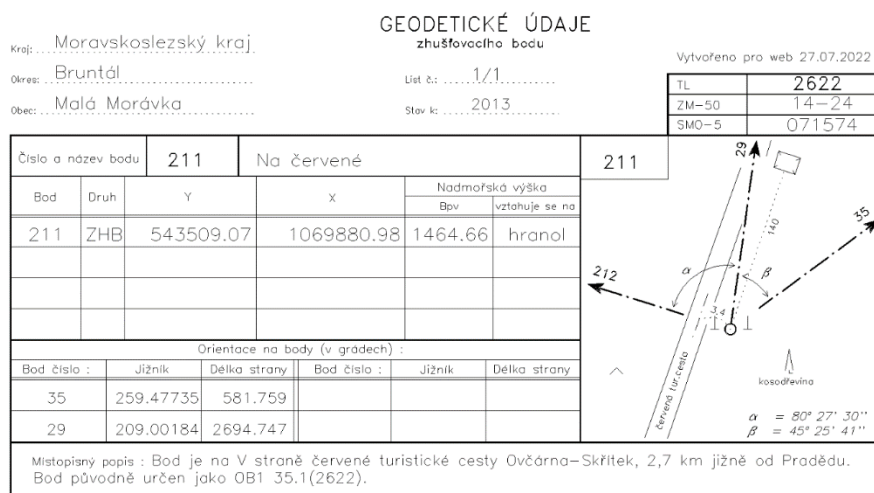 GEODETICKÉ ÚDAJE
zhušťovacího bodu
Kraj: Moravskoslezský kraj
Okres: Bruntál
Obec: Malá Morávka
List č.: 1/1
Stav k: 2013
Vytvořeno pro web 27.07.2022
TL 2622
ZM-50 14-24
SMO-5 071574
Číslo a název bodu 211 Na červené
Bod Druh Y X Nadmořská výška
Bpv vztahuje se na
211 ZHB 543509.07 1069880.98 1464.66 hranol
Orientace na body (v grádech) :
Bod číslo : Jižník Délka strany Bod číslo : Jižník Délka strany
35 259.47735 581.759
29 209.00184 2694.747
211
29
35
140
212
α
β
3.4
červená tur.cesta
kosodřevina
α = 80° 27' 30''
β = 45° 25' 41''
Místopisný popis : Bod je na V straně červené turistické cesty Ovčárna-Skřítek, 2,7 km jižně od Pradědu.
Bod původně určen jako OB1 35.1(2622).